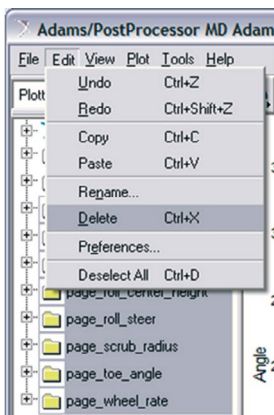 Adams/PostProcessor MD Adam
File Edit View Plot Tools Help
Plott
Undo Ctrl+Z
Redo Ctrl+Shift+Z
Copy Ctrl+C
Paste Ctrl+V
Rename...
Delete Ctrl+X
Preferences...
Deselect All Ctrl+D
page_roll_center_height
page_roll_steer
page_scrub_radius
page_toe_angle
page_wheel_rate
Angle